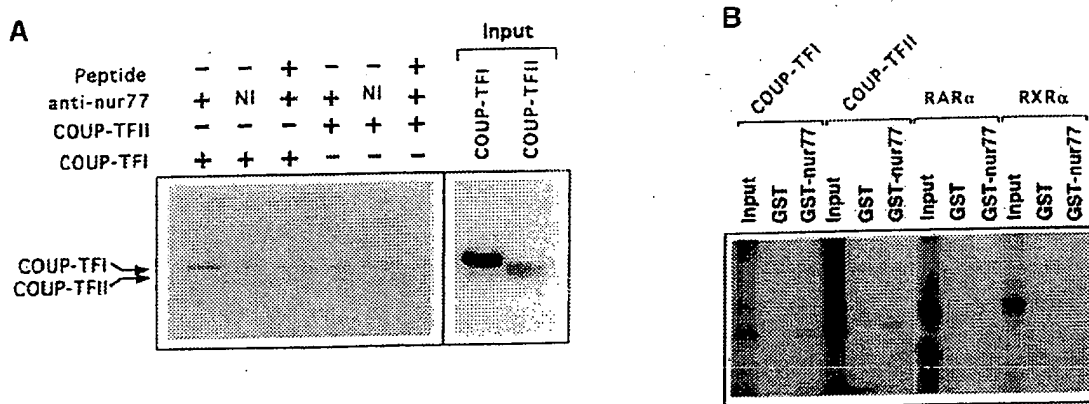 A
Input
Peptide - - + - - +
anti-nur77 + NI + + NI +
COUP-TFII - - - + + +
COUP-TFI + + + - - -
COUP-TFI
COUP-TFII
COUP-TFI
COUP-TFII
B
COUP-TFI
COUP-TFII
RARα
RXRα
Input
GST
GST-nur77
Input
GST
GST-nur77
Input
GST
GST-nur77
Input
GST
GST-nur77